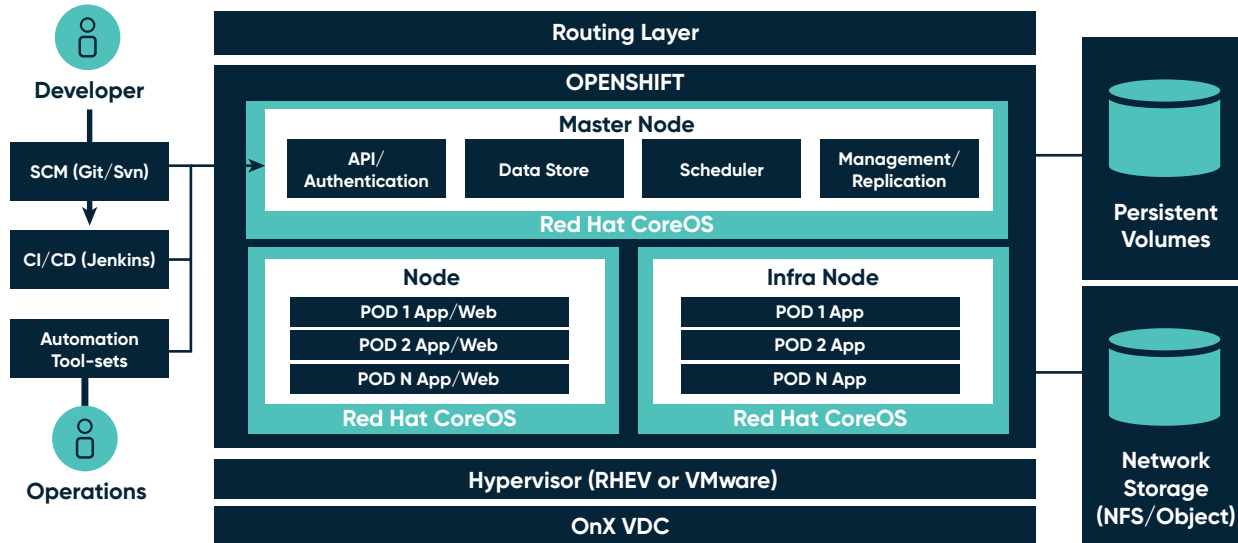 Developer
SCM (Git/Svn)
CI/CD (Jenkins)
Automation
Tool-sets
Operations
Routing Layer
OPENSHIFT
Master Node
API/
Authentication
Data Store
Scheduler
Management/
Replication
Red Hat CoreOS
Node
POD 1 App/Web
POD 2 App/Web
POD N App/Web
Red Hat CoreOS
Infra Node
POD 1 App
POD 2 App
POD N App
Red Hat CoreOS
Hypervisor (RHEV or VMware)
OnX VDC
Persistent
Volumes
Network
Storage
(NFS/Object)